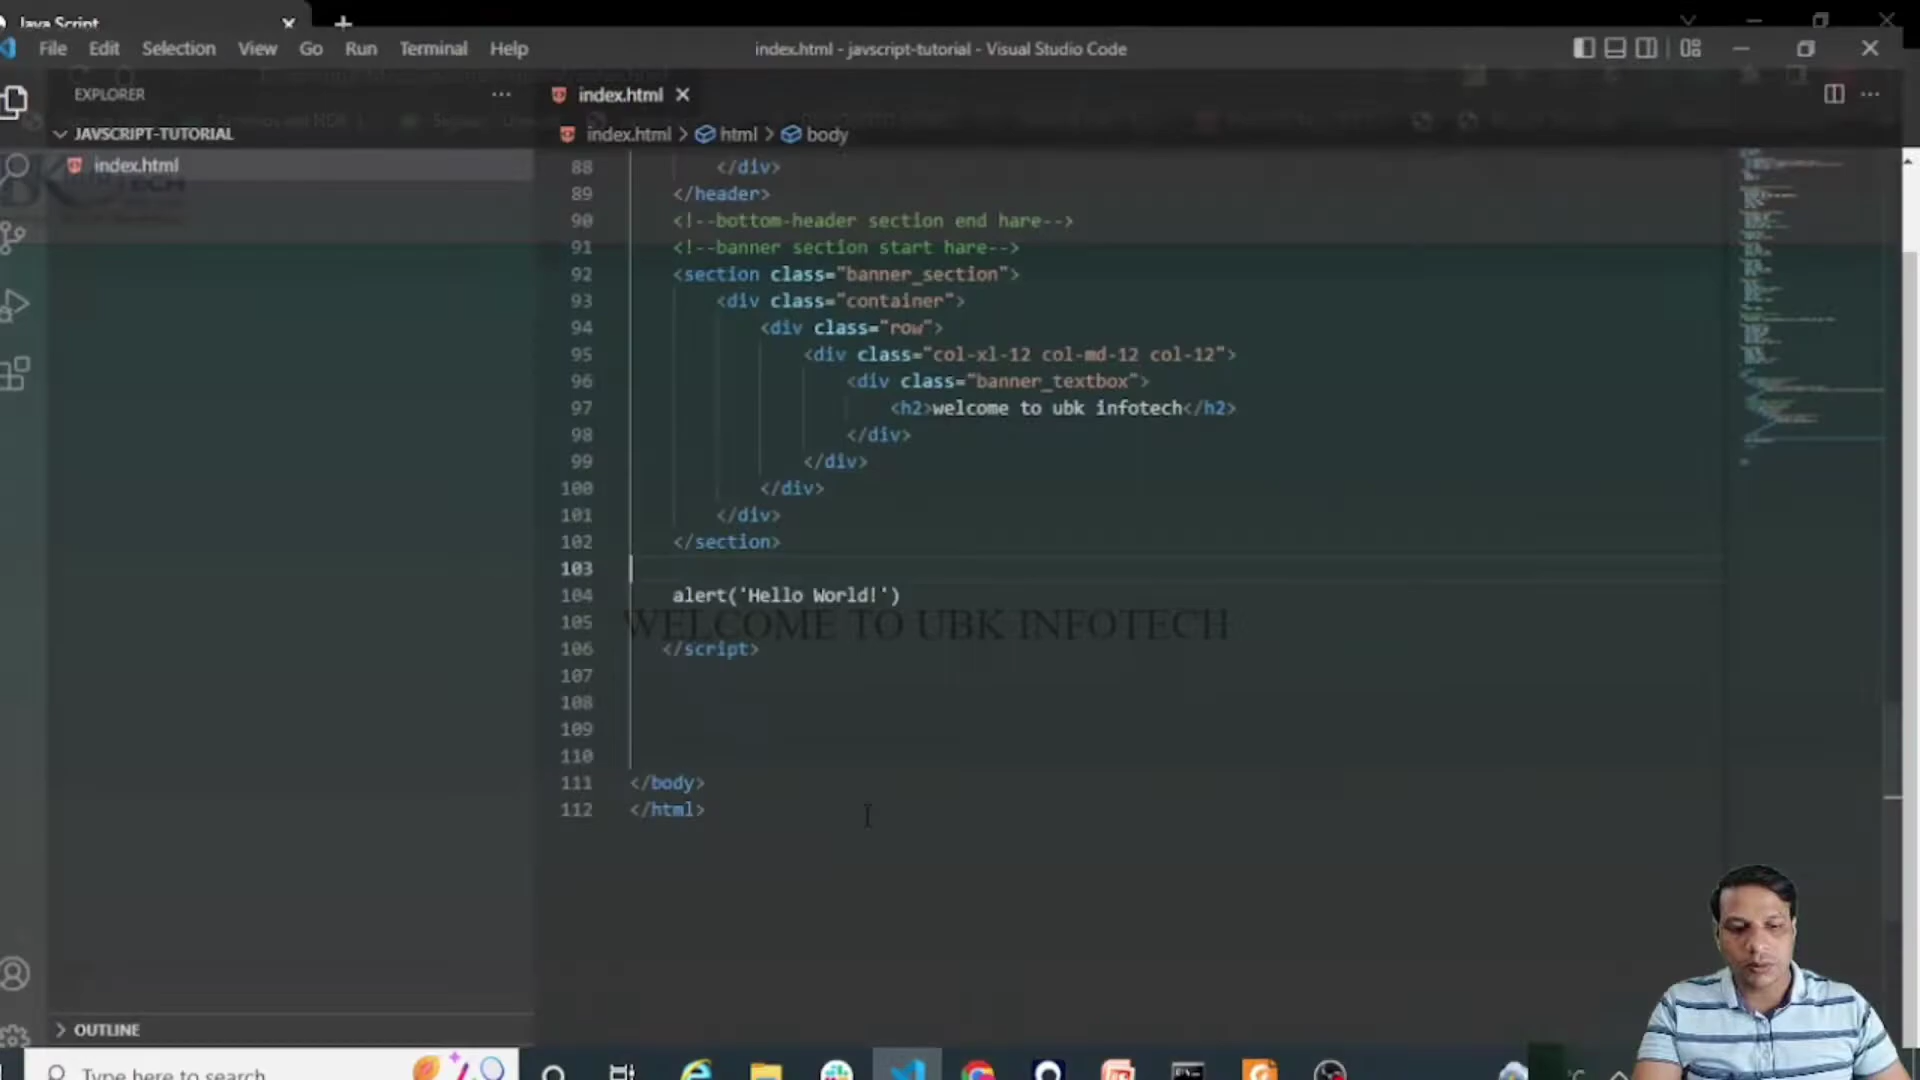 Java Script
File Edit Selection View Go Run Terminal Help
index.html - javscript-tutorial - Visual Studio Code
EXPLORER
JAVSCRIPT-TUTORIAL
index.html
index.html
index.html > html > body
88 </div>
89 </header>
90 <!--bottom-header section end hare-->
91 <!--banner section start hare-->
92 <section class="banner_section">
93 <div class="container">
94 <div class="row">
95 <div class="col-xl-12 col-md-12 col-12">
96 <div class="banner_textbox">
97 <h2>welcome to ubk infotech</h2>
98 </div>
99 </div>
100 </div>
101 </div>
102 </section>
103
104 alert('Hello World!')
105
WELCOME TO UBK INFOTECH
106 </script>
107
108
109
110
111 </body>
112 </html>
OUTLINE
Type here to search